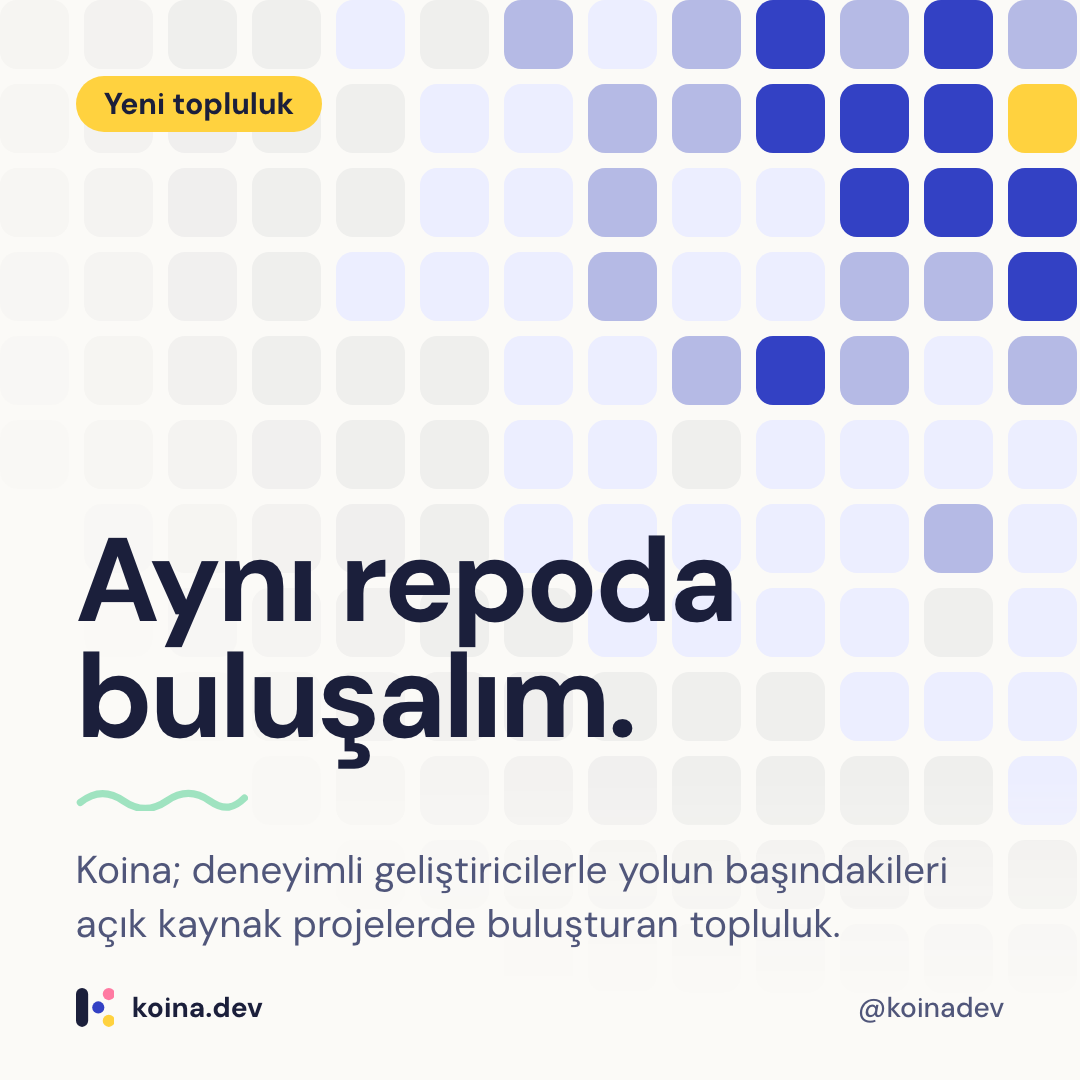 Yeni topluluk
Aynı repoda
buluşalım.
Koina; deneyimli geliştiricilerle yolun başındakileri
açık kaynak projelerde buluşturan topluluk.
koina.dev
@koinadev